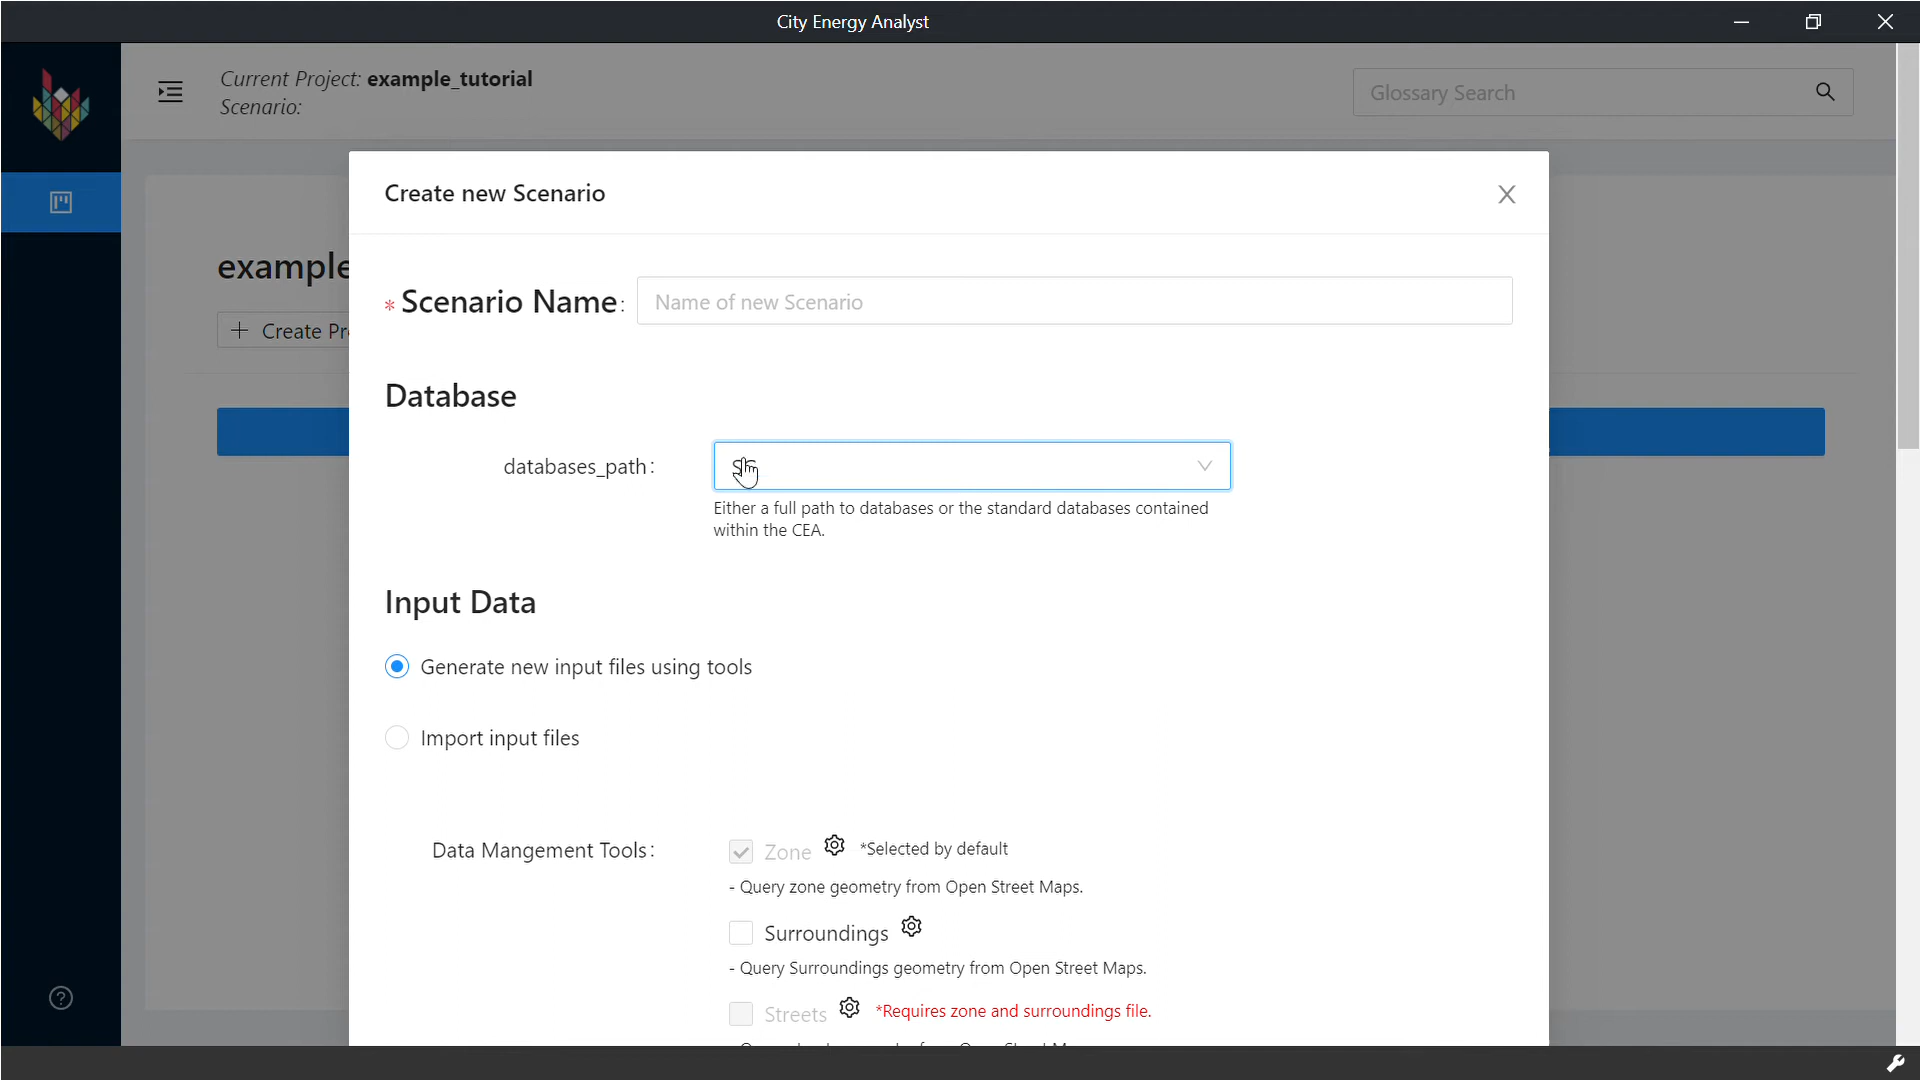 City Energy Analyst
Current Project: example_tutorial
Scenario:
Glossary Search
Create new Scenario
example
+ Create Pr
* Scenario Name:
Name of new Scenario
Database
databases_path:
Either a full path to databases or the standard databases contained
within the CEA.
Input Data
Generate new input files using tools
Import input files
Data Mangement Tools:
Zone *Selected by default
- Query zone geometry from Open Street Maps.
Surroundings
- Query Surroundings geometry from Open Street Maps.
Streets *Requires zone and surroundings file.